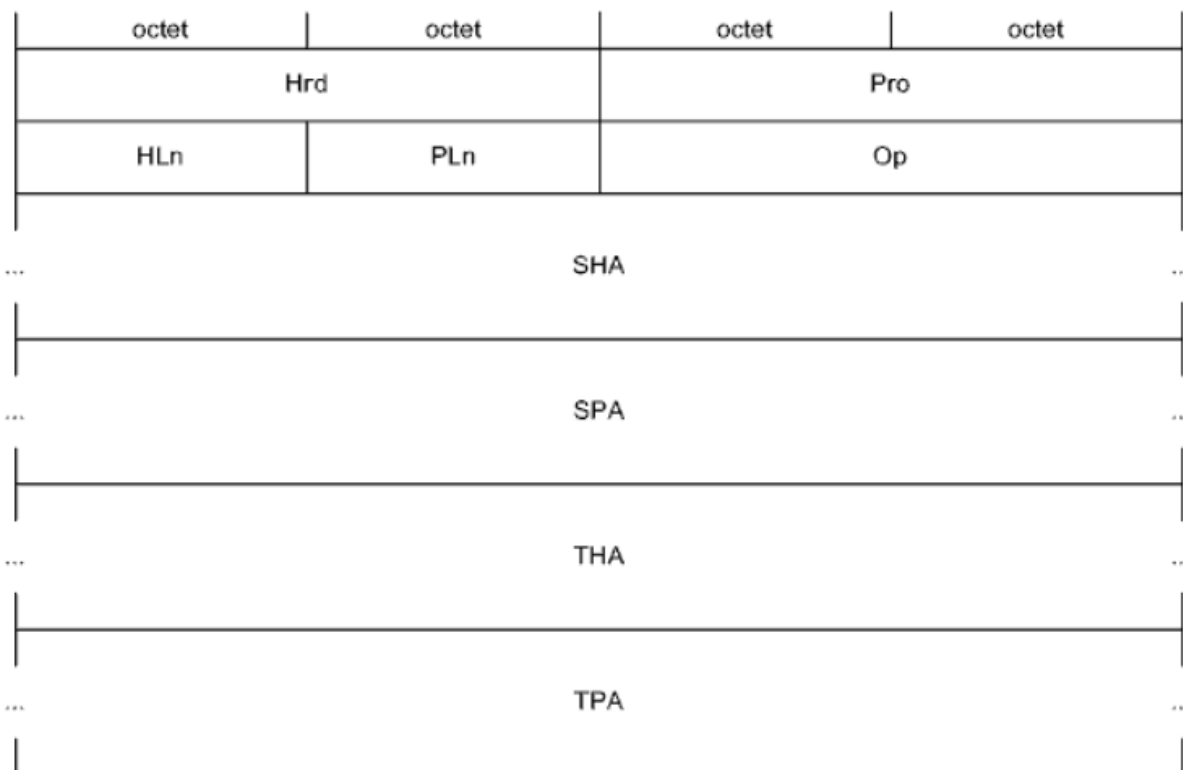 octet octet octet octet
Hrd Pro
HLn PLn Op
... SHA ...
... SPA ...
... THA ...
... TPA ...